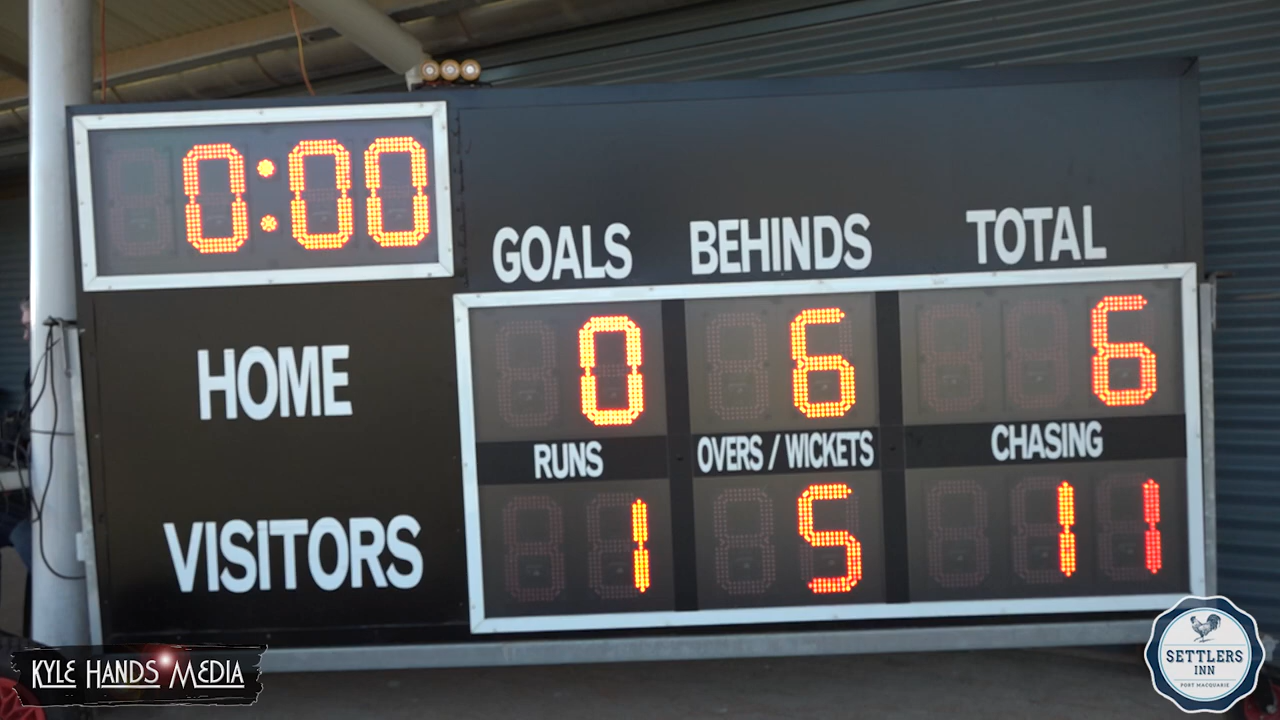 0:00
GOALS BEHINDS TOTAL
HOME 0 6 6
RUNS OVERS / WICKETS CHASING
VISITORS 1 5 11
KYLE HANDS MEDIA
SETTLERS
INN
PORT MACQUARIE